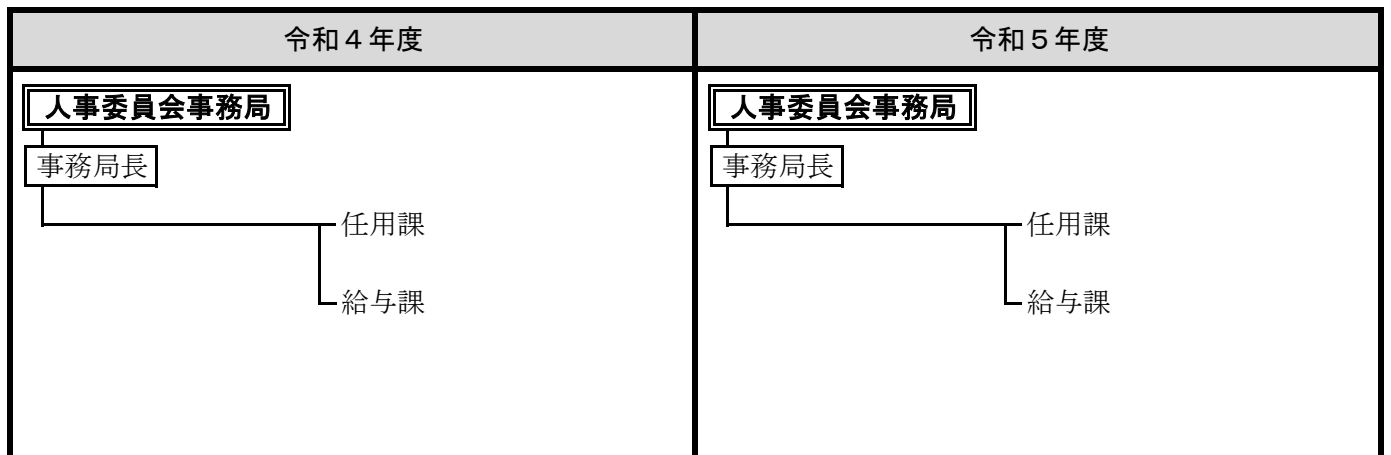 令和４年度
令和５年度
人事委員会事務局
事務局長
任用課
給与課
人事委員会事務局
事務局長
任用課
給与課